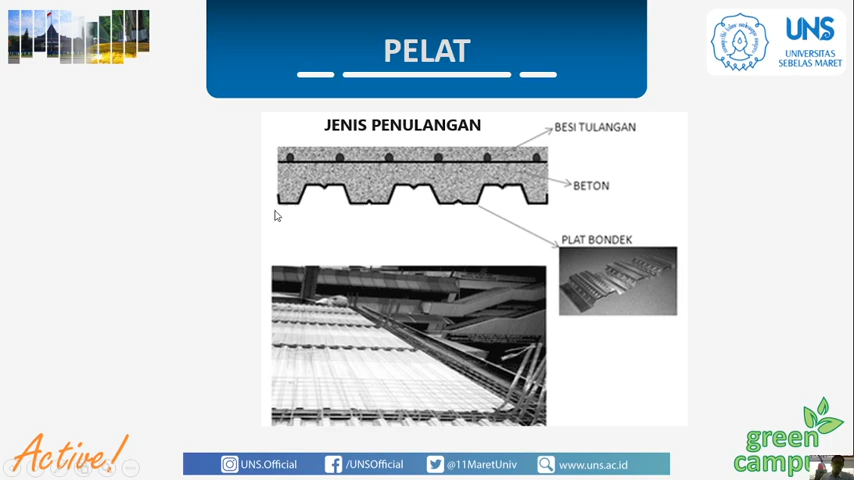 PELAT
UNS
UNIVERSITAS
SEBELAS MARET
JENIS PENULANGAN
BESI TULANGAN
BETON
PLAT BONDEK
Active!
UNS.Official
/UNSOfficial
@11MaretUniv
www.uns.ac.id
green